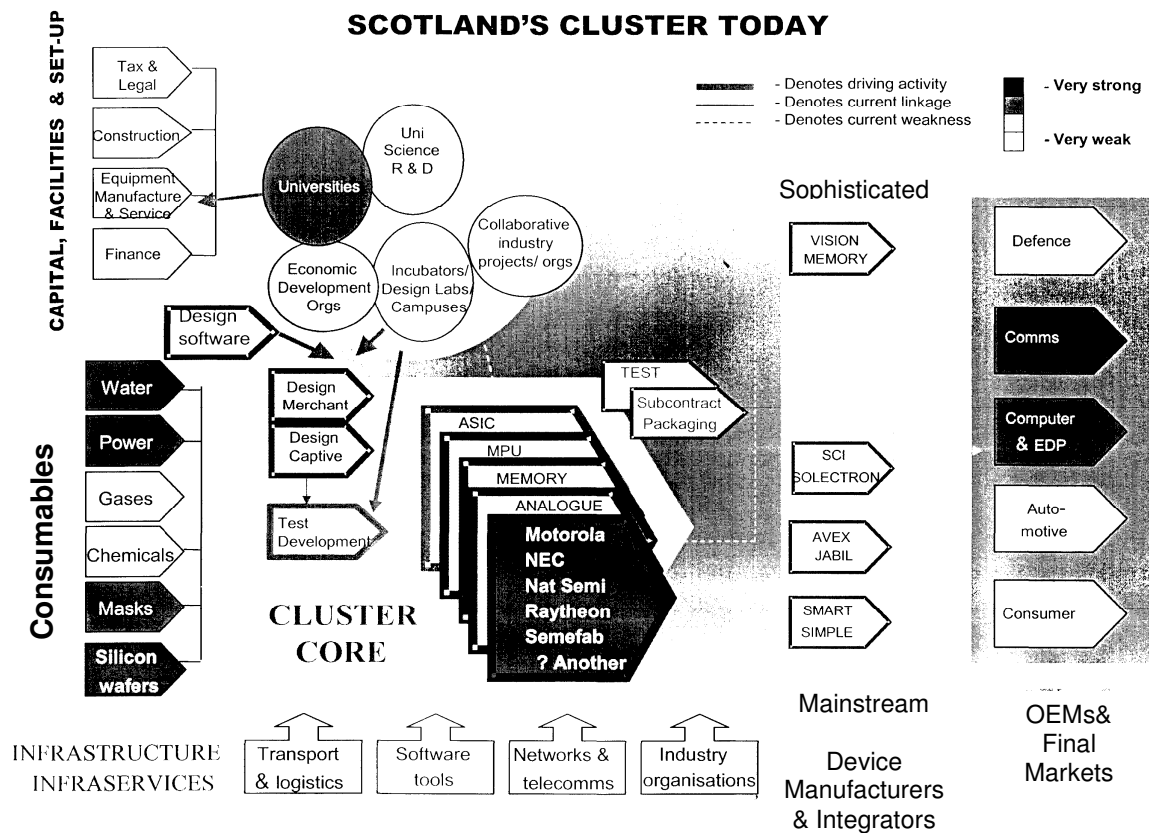 SCOTLAND'S CLUSTER TODAY
CAPITAL, FACILITIES & SET-UP
Tax &
Legal
Construction
Equipment
Manufacture
& Service
Finance
Universities
Uni
Science
R & D
Collaborative
industry
projects/ orgs
Economic
Development
Orgs
Incubators/
Design Labs/
Campuses
- Denotes driving activity
- Denotes current linkage
- Denotes current weakness
- Very strong
- Very weak
Design
software
Consumables
Water
Power
Gases
Chemicals
Masks
Silicon
wafers
Design
Merchant
Design
Captive
Test
Development
CLUSTER
CORE
ASIC
MPU
MEMORY
ANALOGUE
Motorola
NEC
Nat Semi
Raytheon
Semefab
? Another
TEST
Subcontract
Packaging
Sophisticated
VISION
MEMORY
SCI
SOLECTRON
AVEX
JABIL
SMART
SIMPLE
Mainstream
Device
Manufacturers
& Integrators
Defence
Comms
Computer
& EDP
Auto-
motive
Consumer
OEMs&
Final
Markets
INFRASTRUCTURE
INFRASERVICES
Transport
& logistics
Software
tools
Networks &
telecomms
Industry
organisations